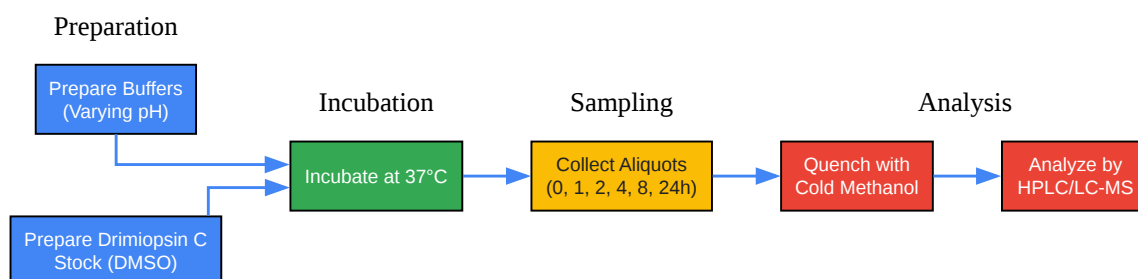 Preparation
Prepare Buffers
(Varying pH)
Incubation
Sampling
Analysis
Incubate at 37°C
Collect Aliquots
(0, 1, 2, 4, 8, 24h)
Quench with
Cold Methanol
Analyze by
HPLC/LC-MS
Prepare Drimiopsin C
Stock (DMSO)